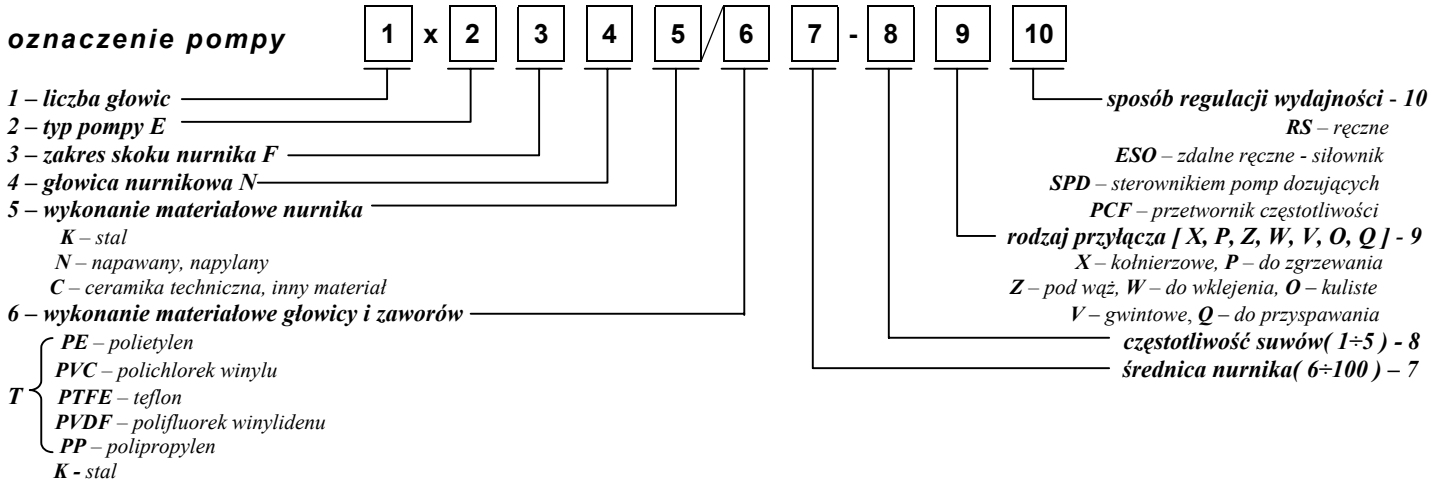 oznaczenie pompy 1 x 2 3 4 5 / 6 7 - 8 9 10
1 – liczba głowic
2 – typ pompy E
3 – zakres skoku nurnika F
4 – głowica nurnikowa N
5 – wykonanie materiałowe nurnika
K – stal
N – napawany, napylany
C – ceramika techniczna, inny materiał
6 – wykonanie materiałowe głowicy i zaworów
PE – polietylen
PVC – polichlorek winylu
T PTFE – teflon
PVDF – polifluorek winylidenu
PP – polipropylen
K - stal
sposób regulacji wydajności - 10
RS – ręczne
ESO – zdalne ręczne - siłownik
SPD – sterownikiem pomp dozujących
PCF – przetwornik częstotliwości
rodzaj przyłącza [ X, P, Z, W, V, O, Q ] - 9
X – kołnierzowe, P – do zgrzewania
Z – pod wąż, W – do wklejenia, O – kuliste
V – gwintowe, Q – do przyspawania
częstotliwość suwów( 1÷5 ) - 8
średnica nurnika( 6÷100 ) – 7